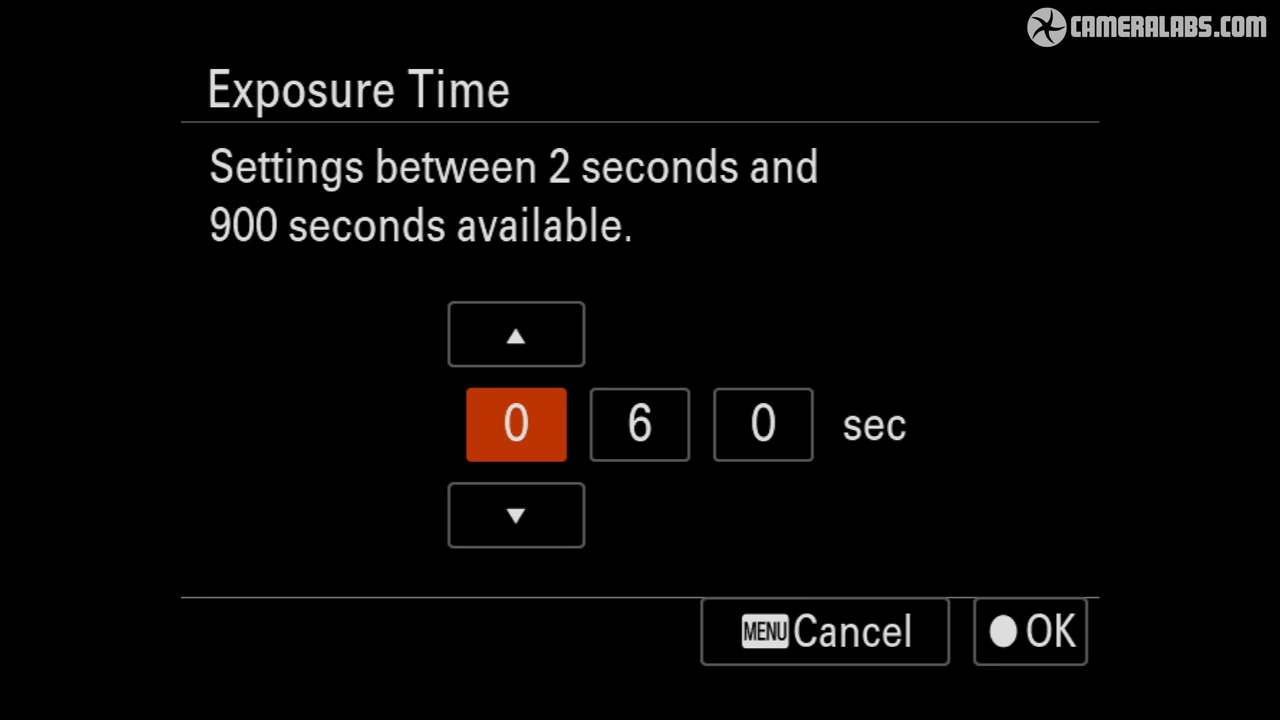 CAMERALABS.COM
Exposure Time
Settings between 2 seconds and
900 seconds available.
0 6 0 sec
MENU Cancel OK